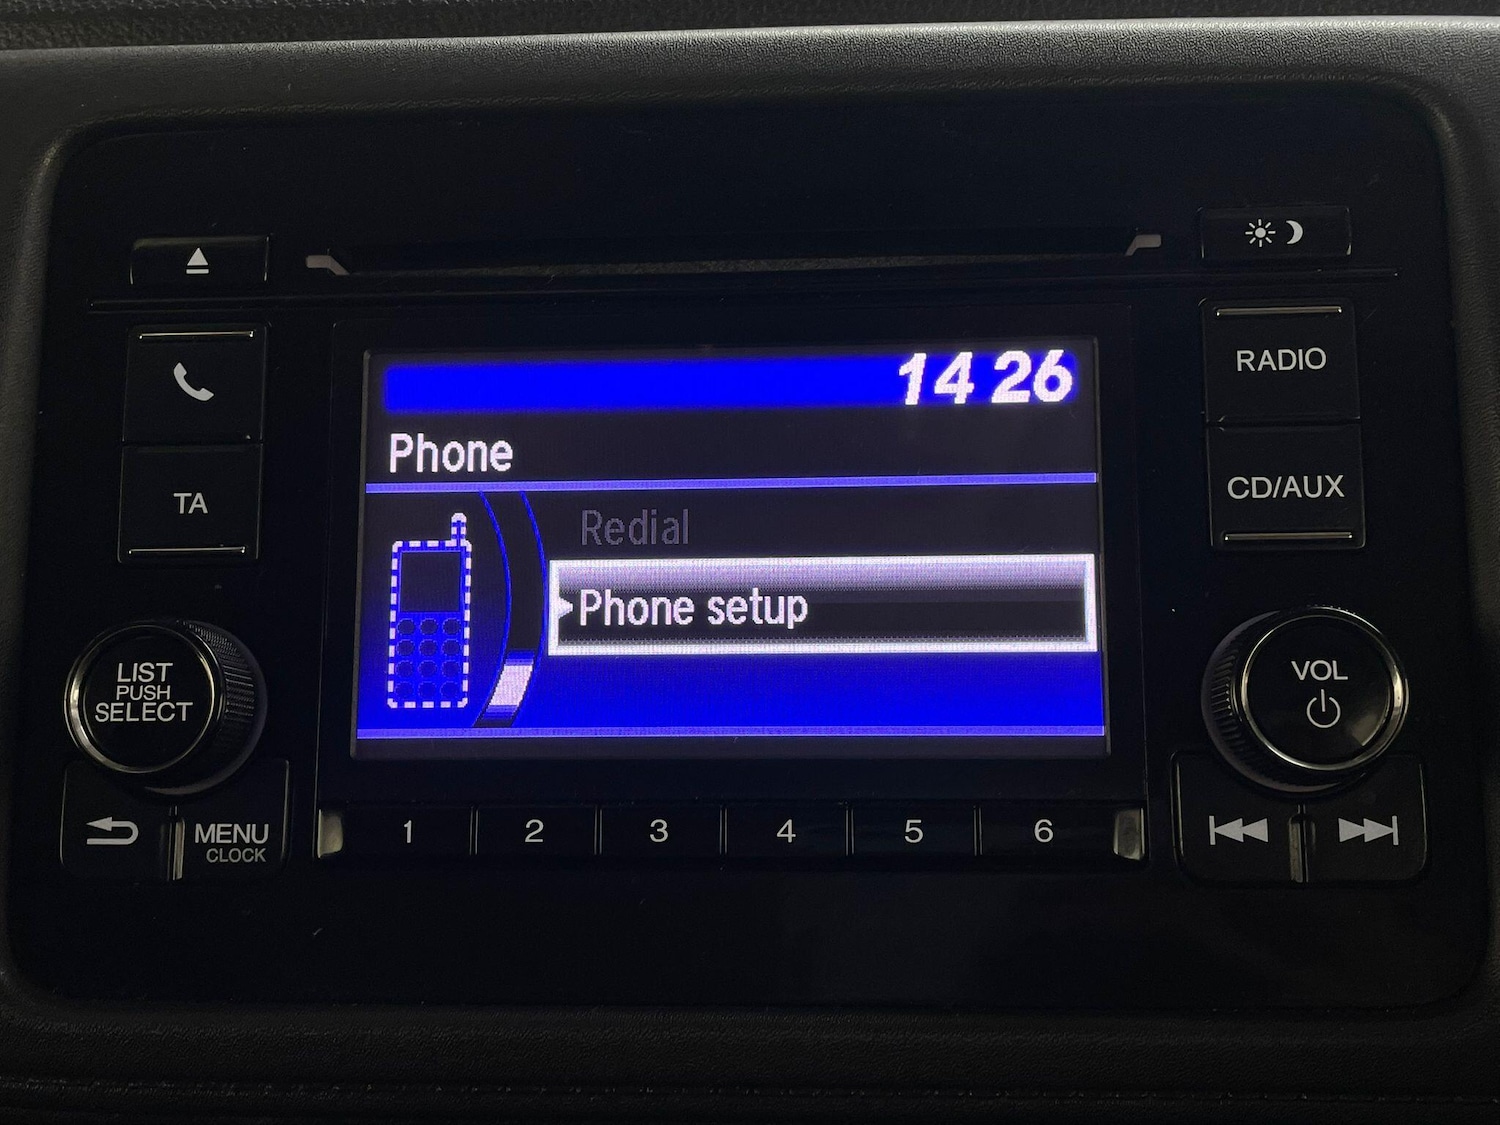 14 26
Phone
Redial
Phone setup
TA
LIST
PUSH
SELECT
MENU
CLOCK
1 2 3 4 5 6
RADIO
CD/AUX
VOL